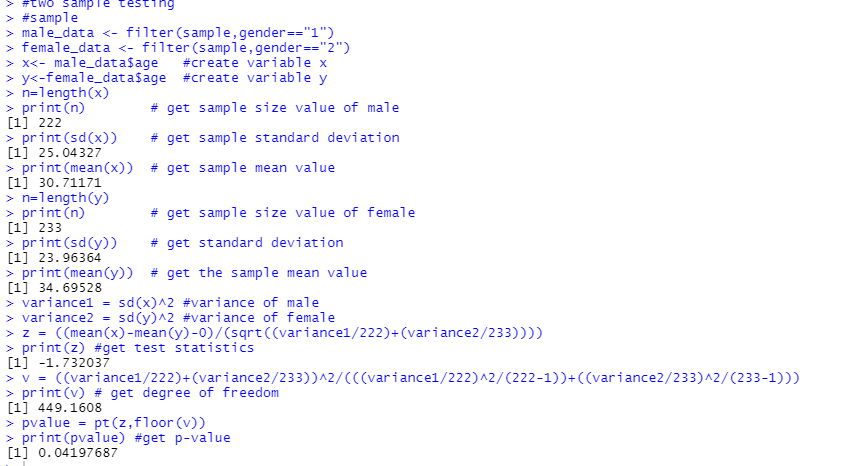 > #two sample testing
> #sample
> male_data <- filter(sample,gender=="1")
> female_data <- filter(sample,gender=="2")
> x<- male_data$age   #create variable x
> y<-female_data$age  #create variable y
> n=length(x)
> print(n)        # get sample size value of male
[1] 222
> print(sd(x))    # get sample standard deviation
[1] 25.04327
> print(mean(x))  # get sample mean value
[1] 30.71171
> n=length(y)
> print(n)        # get sample size value of female
[1] 233
> print(sd(y))    # get standard deviation
[1] 23.96364
> print(mean(y))  # get the sample mean value
[1] 34.69528
> variance1 = sd(x)^2 #variance of male
> variance2 = sd(y)^2 #variance of female
> z = ((mean(x)-mean(y)-0)/(sqrt((variance1/222)+(variance2/233))))
> print(z) #get test statistics
[1] -1.732037
> v = ((variance1/222)+(variance2/233))^2/(((variance1/222)^2/(222-1))+((variance2/233)^2/(233-1)))
> print(v) # get degree of freedom
[1] 449.1608
> pvalue = pt(z,floor(v))
> print(pvalue) #get p-value
[1] 0.04197687